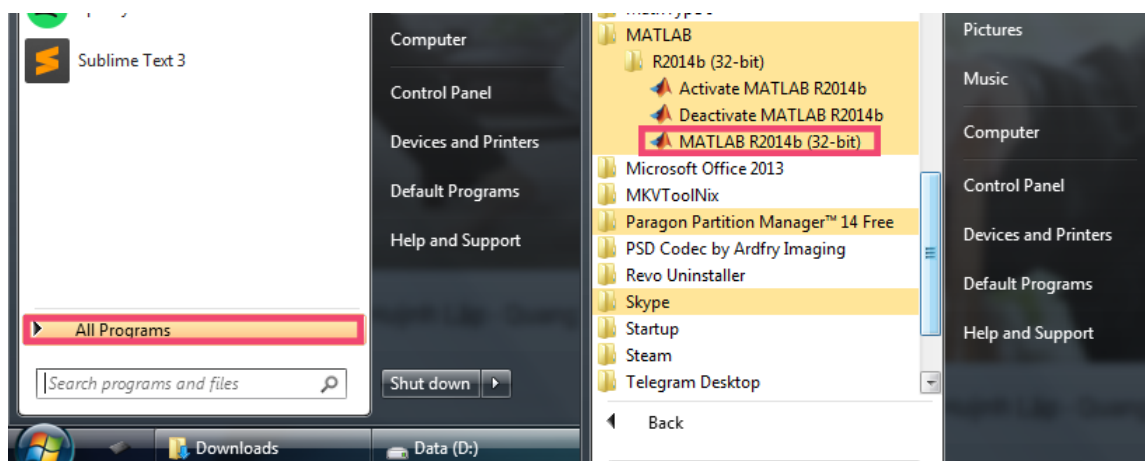 Sublime Text 3
All Programs
Search programs and files
Computer
Control Panel
Devices and Printers
Default Programs
Help and Support
Shut down
Downloads
Data (D:)
MATLAB
R2014b (32-bit)
Activate MATLAB R2014b
Deactivate MATLAB R2014b
MATLAB R2014b (32-bit)
Microsoft Office 2013
MKVToolNix
Paragon Partition Manager™ 14 Free
PSD Codec by Ardfry Imaging
Revo Uninstaller
Skype
Startup
Steam
Telegram Desktop
Back
Pictures
Music
Computer
Control Panel
Devices and Printers
Default Programs
Help and Support